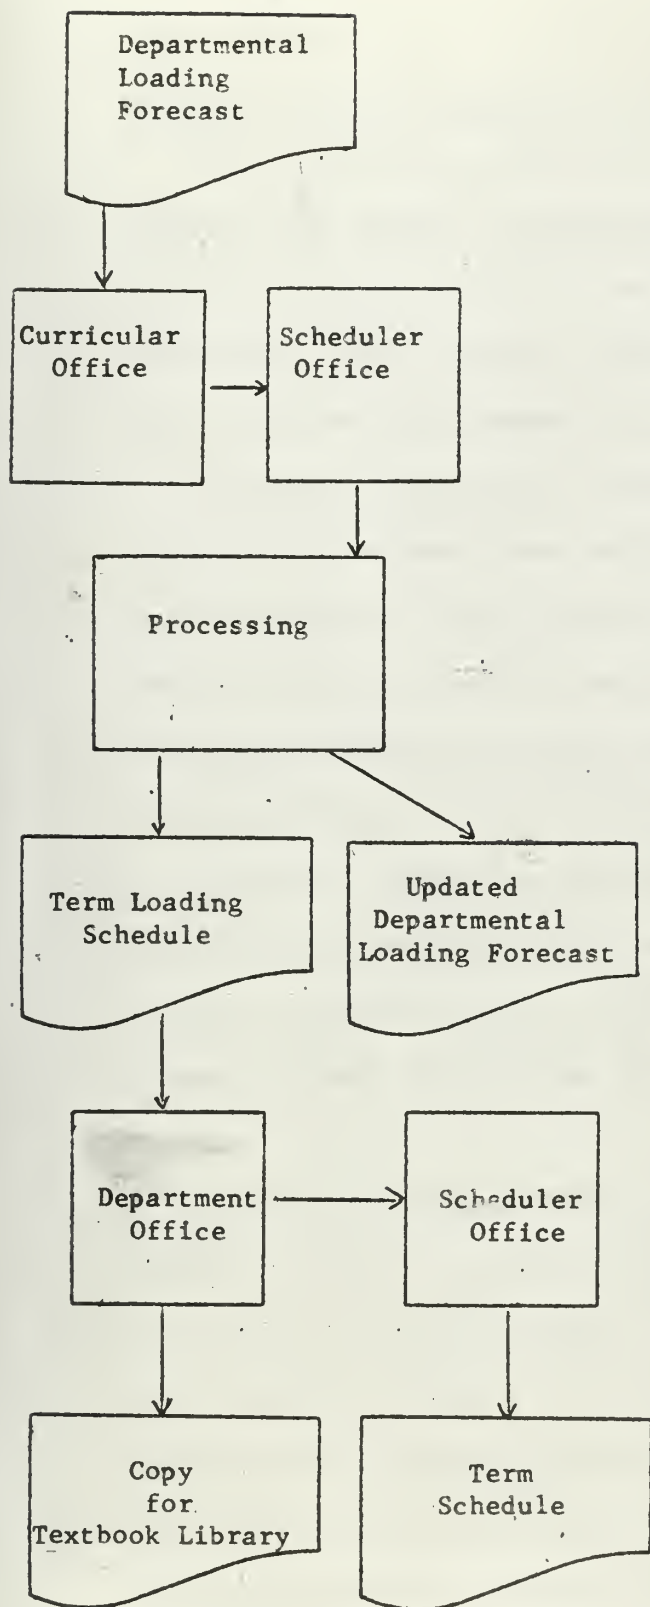 Departmental
Loading
Forecast
Curricular
Office
Scheduler
Office
Processing
Term Loading
Schedule
Updated
Departmental
Loading Forecast
Department
Office
Scheduler
Office
Copy
for
Textbook Library
Term
Schedule